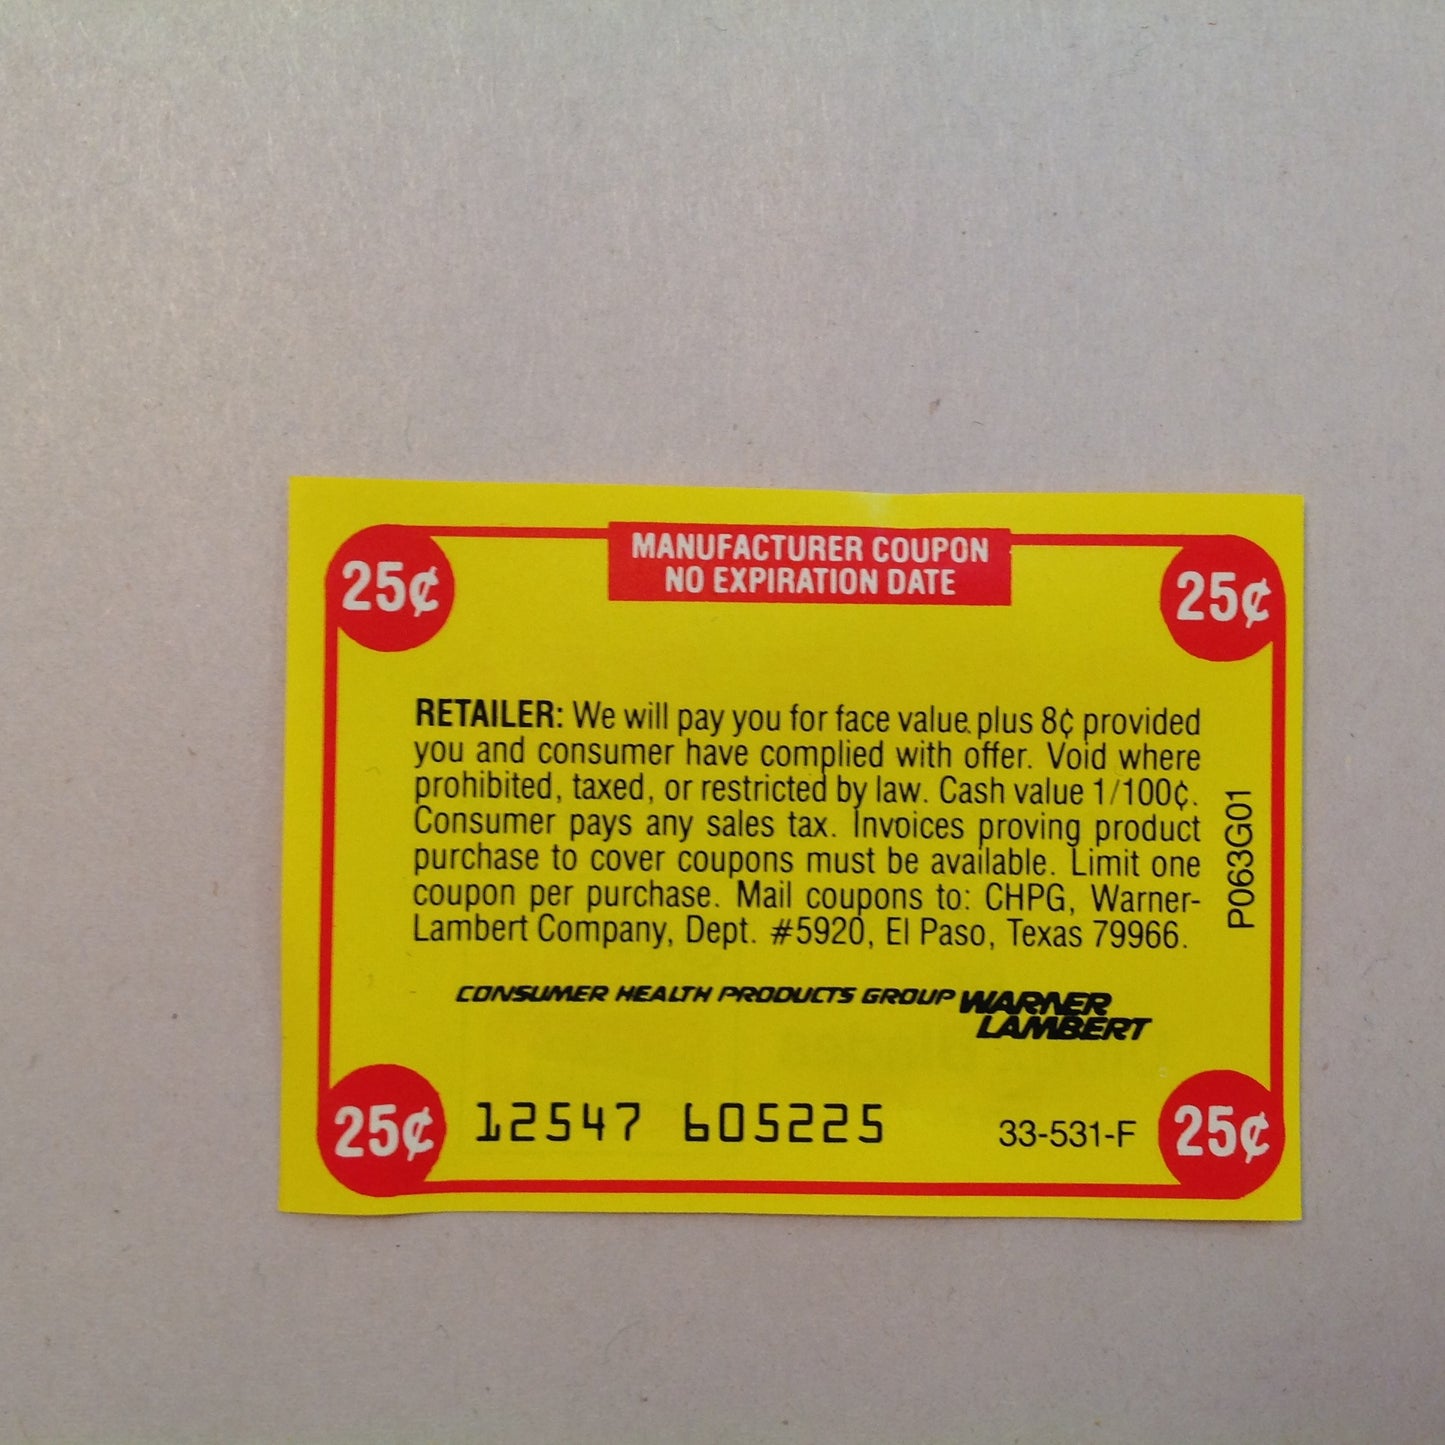 MANUFACTURER COUPON
NO EXPIRATION DATE
25¢
25¢
RETAILER: We will pay you for face value plus 8¢ provided
you and consumer have complied with offer. Void where
prohibited, taxed, or restricted by law. Cash value 1/100¢.
Consumer pays any sales tax. Invoices proving product
purchase to cover coupons must be available. Limit one
coupon per purchase. Mail coupons to: CHPG, Warner-
Lambert Company, Dept. #5920, El Paso, Texas 79966.
P063G01
CONSUMER HEALTH PRODUCTS GROUP WARNER
LAMBERT
25¢
12547 605225
33-531-F
25¢